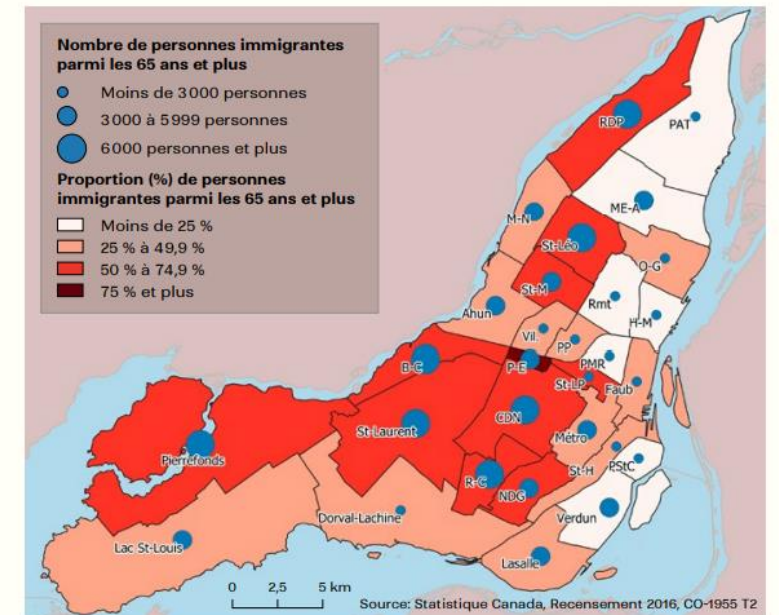 Nombre de personnes immigrantes
parmi les 65 ans et plus
Moins de 3 000 personnes
3 000 à 5 999 personnes
6 000 personnes et plus
Proportion (%) de personnes
immigrantes parmi les 65 ans et plus
Moins de 25 %
25 % à 49,9 %
50 % à 74,9 %
75 % et plus
RDP
PAT
ME-A
M-N
St-Léo
O-G
St-M
Rmt
Ahun
H-M
Vil.
PP
B-C
P-E
PMR
St-LP
Faub
CDN
St-Laurent
Métro
Pierrefonds
St-H
PStC
R-C
NDG
Dorval-Lachine
Verdun
Lac St-Louis
Lasalle
0 2,5 5 km
Source: Statistique Canada, Recensement 2016, CO-1955 T2